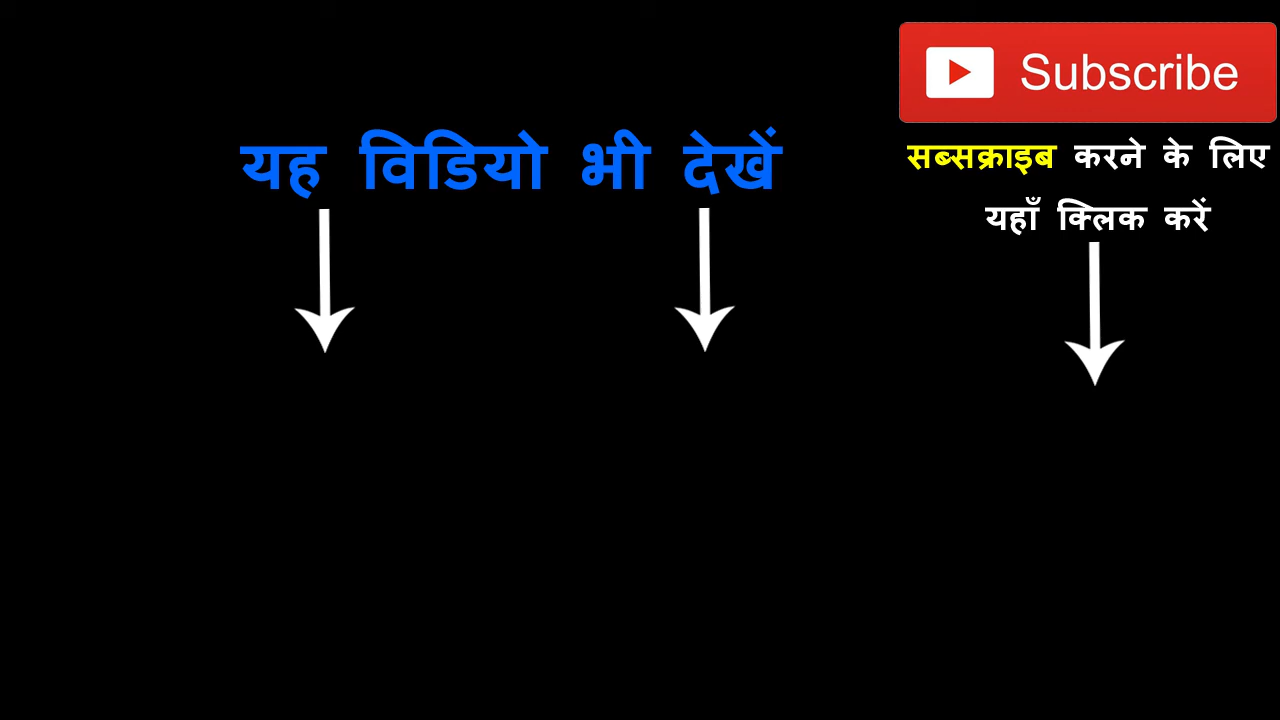 Subscribe
यह विडियो भी देखें
सब्सक्राइब करने के लिए
यहाँ क्लिक करें